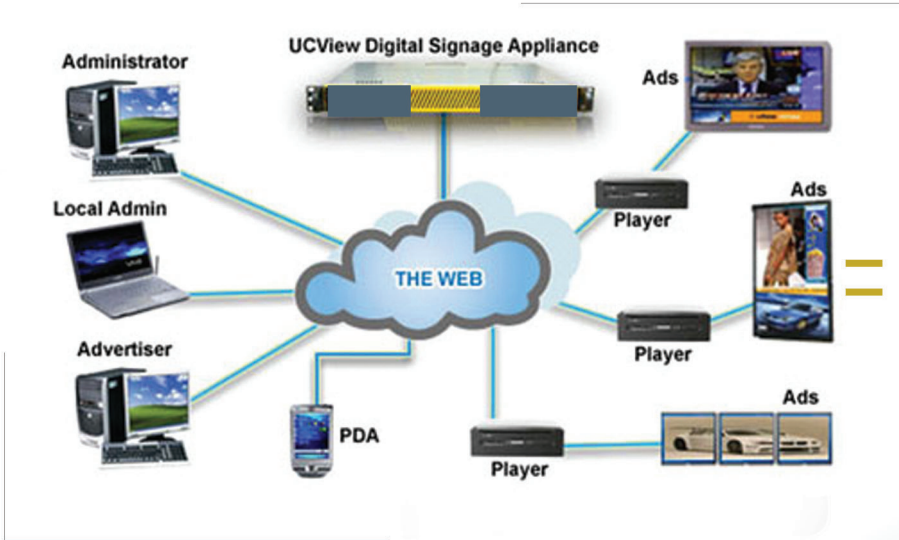 UCView Digital Signage Appliance
Administrator
Ads
Local Admin
Player
Ads
THE WEB
Advertiser
Player
Ads
PDA
Player